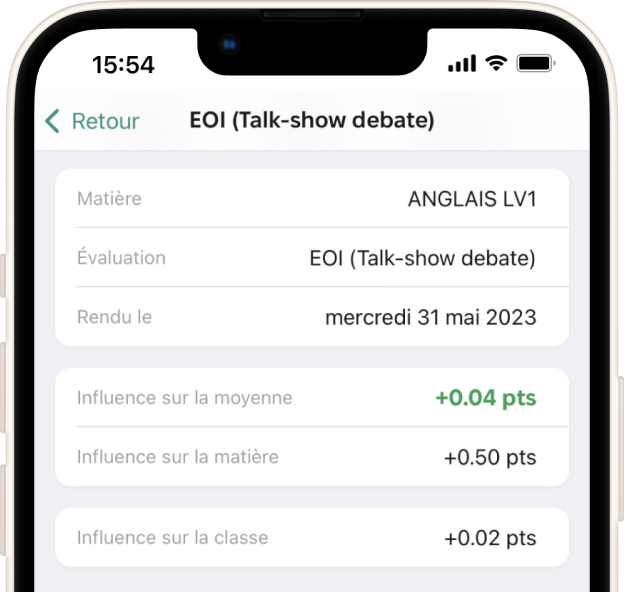 15:54
Retour EOI (Talk-show debate)
Matière ANGLAIS LV1
Évaluation EOI (Talk-show debate)
Rendu le mercredi 31 mai 2023
Influence sur la moyenne +0.04 pts
Influence sur la matière +0.50 pts
Influence sur la classe +0.02 pts